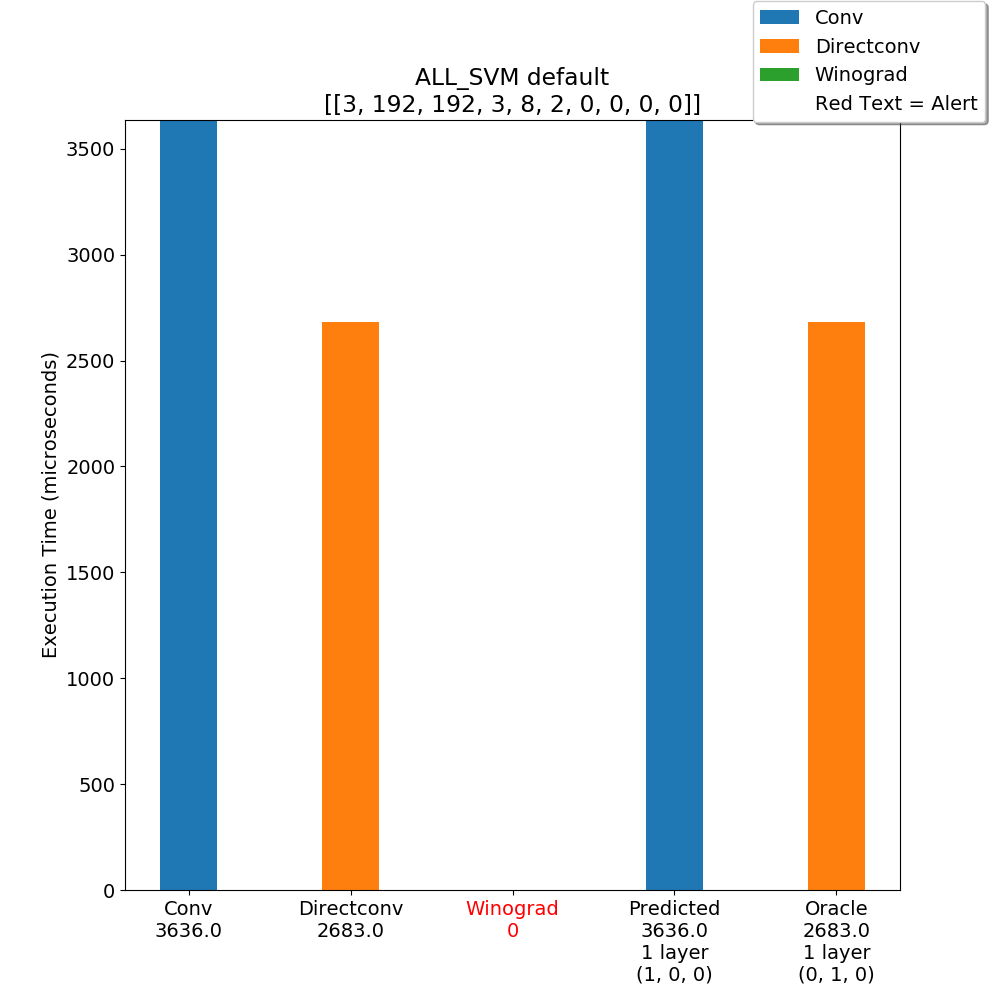 Conv
Directconv
Winograd
Red Text = Alert
ALL_SVM default
[[3, 192, 192, 3, 8, 2, 0, 0, 0, 0]]
Execution Time (microseconds)
3500
3000
2500
2000
1500
1000
500
0
Conv
3636.0
Directconv
2683.0
Winograd
0
Predicted
3636.0
1 layer
(1, 0, 0)
Oracle
2683.0
1 layer
(0, 1, 0)